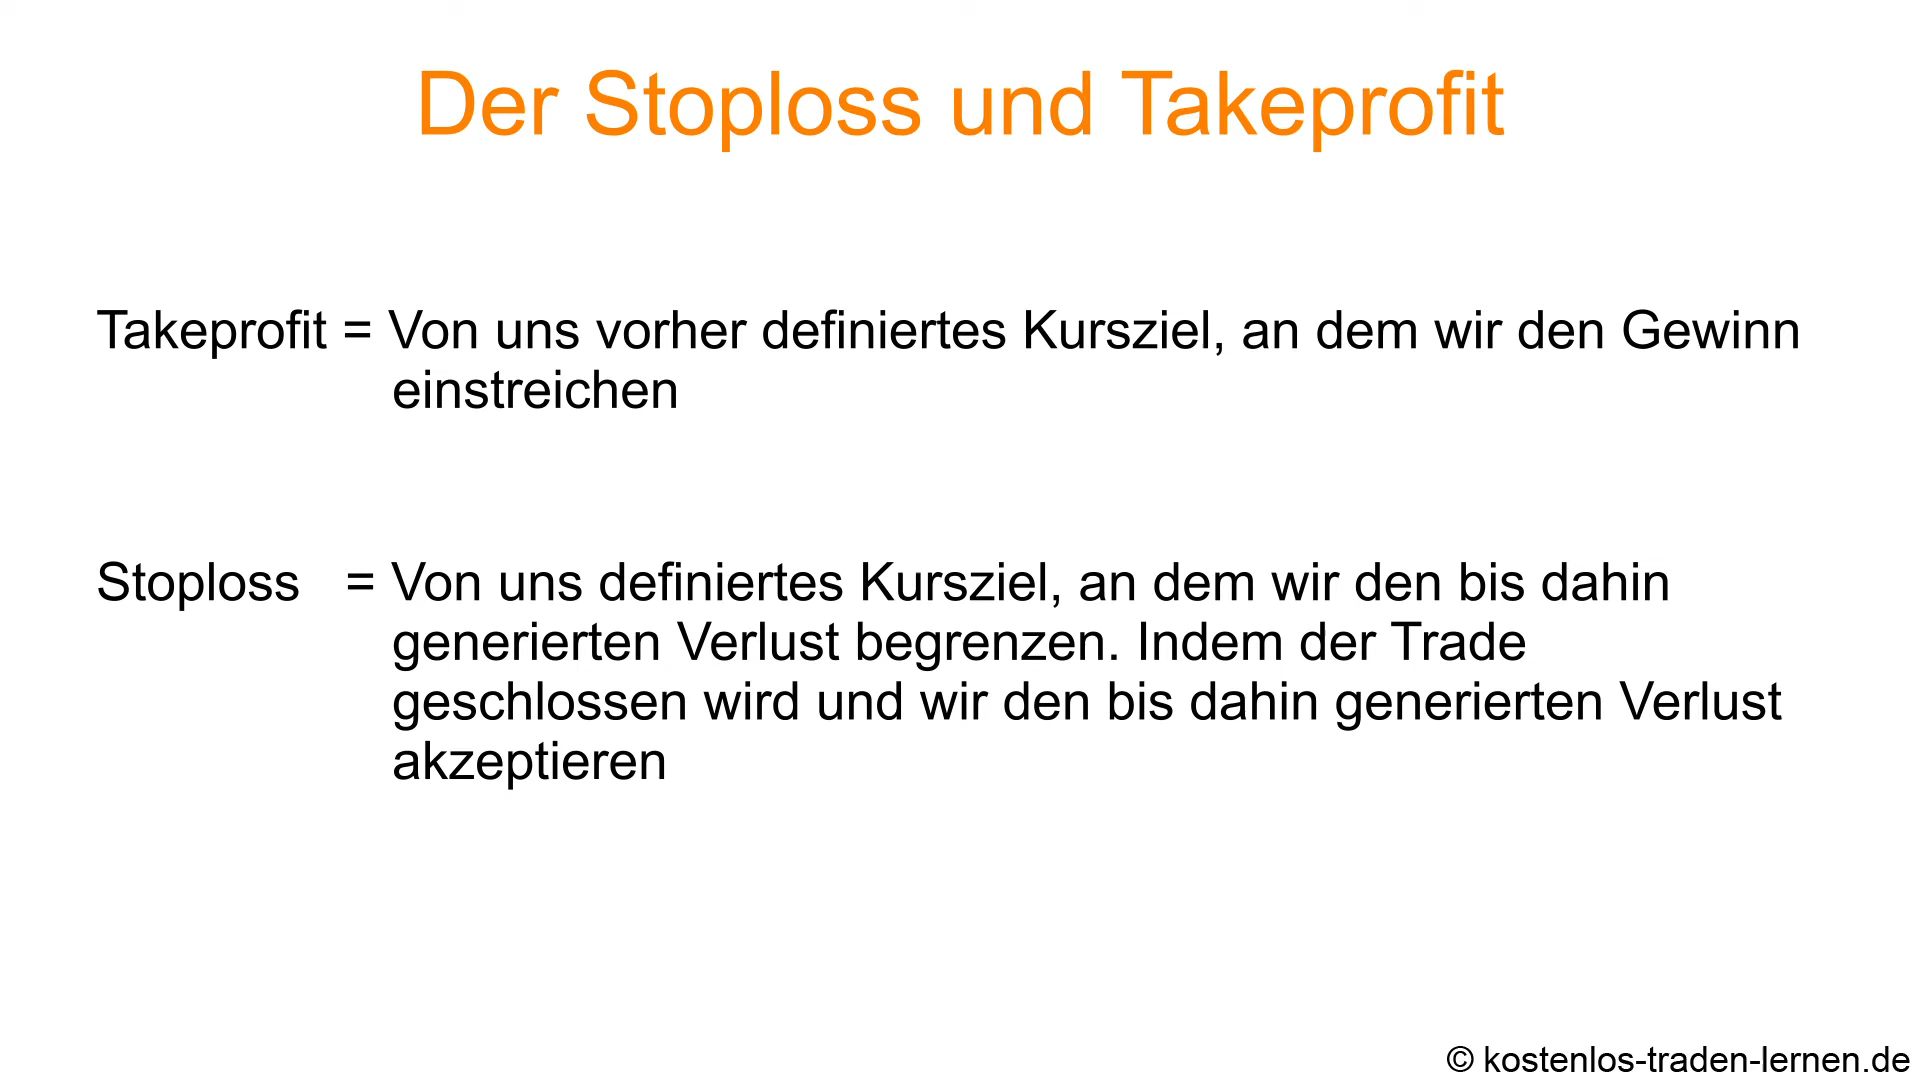 Der Stoploss und Takeprofit
Takeprofit = Von uns vorher definiertes Kursziel, an dem wir den Gewinn
einstreichen
Stoploss = Von uns definiertes Kursziel, an dem wir den bis dahin
generierten Verlust begrenzen. Indem der Trade
geschlossen wird und wir den bis dahin generierten Verlust
akzeptieren
© kostenlos-traden-lernen.de